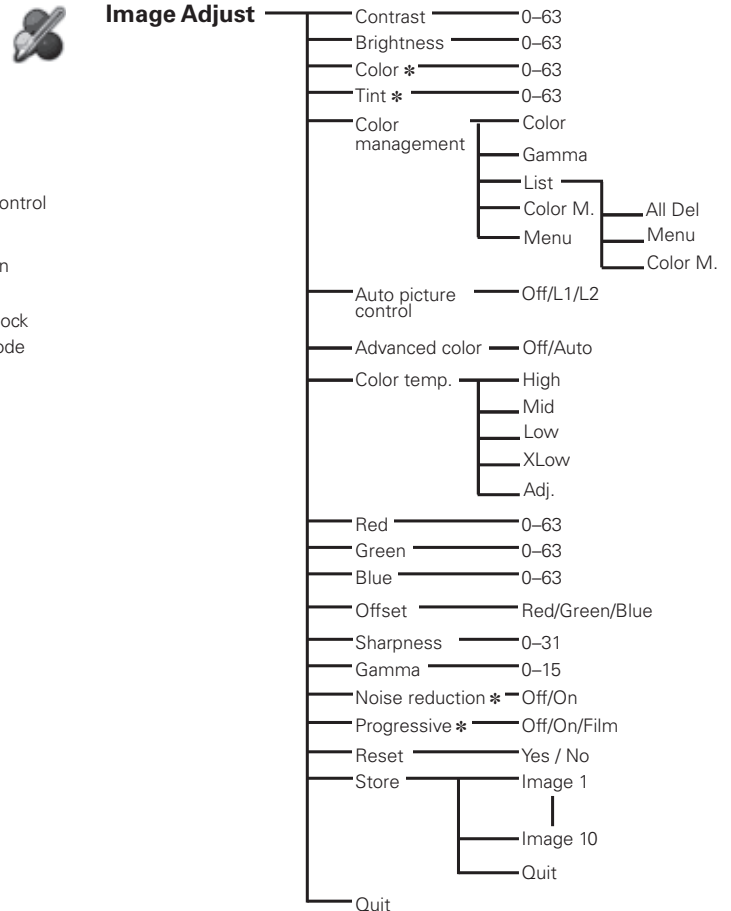 Image Adjust
Contrast 0–63
Brightness 0–63
Color ✻ 0–63
Tint ✻ 0–63
Color
management
Color
Gamma
List
Color M.
Menu
All Del
Menu
Color M.
ontrol
n
ock
ode
Auto picture
control
Off/L1/L2
Advanced color Off/Auto
Color temp. High
Mid
Low
XLow
Adj.
Red 0–63
Green 0–63
Blue 0–63
Offset Red/Green/Blue
Sharpness 0–31
Gamma 0–15
Noise reduction ✻ Off/On
Progressive ✻ Off/On/Film
Reset Yes / No
Store Image 1
Image 10
Quit
Quit